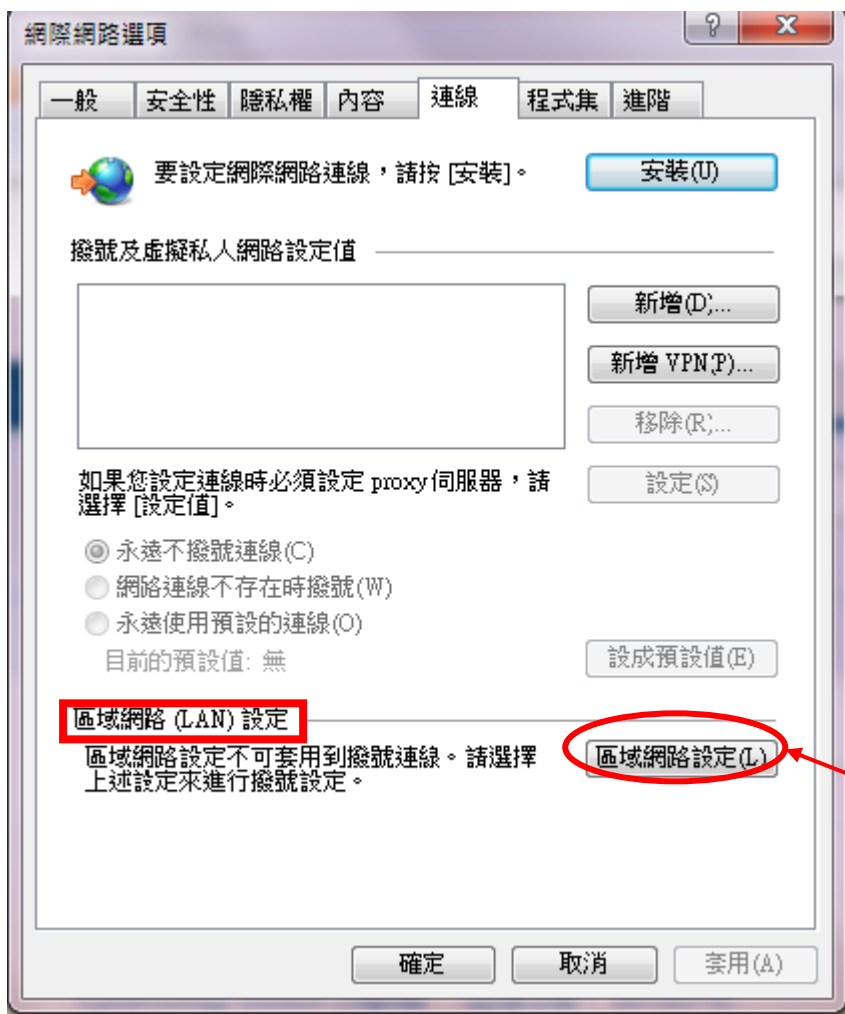 網際網路選項
一般 安全性 隱私權 內容 連線 程式集 進階
要設定網際網路連線，請按 [安裝]。 安裝(U)
撥號及虛擬私人網路設定值
新增(D)...
新增 VPN(P)...
移除(R)...
如果您設定連線時必須設定 proxy 伺服器，請
選擇 [設定值]。
設定(S)
永遠不撥號連線(C)
網路連線不存在時撥號(W)
永遠使用預設的連線(O)
目前的預設值: 無 設成預設值(E)
區域網路 (LAN) 設定
區域網路設定不可套用到撥號連線。請選擇
上述設定來進行撥號設定。
區域網路設定(L)
確定 取消 套用(A)